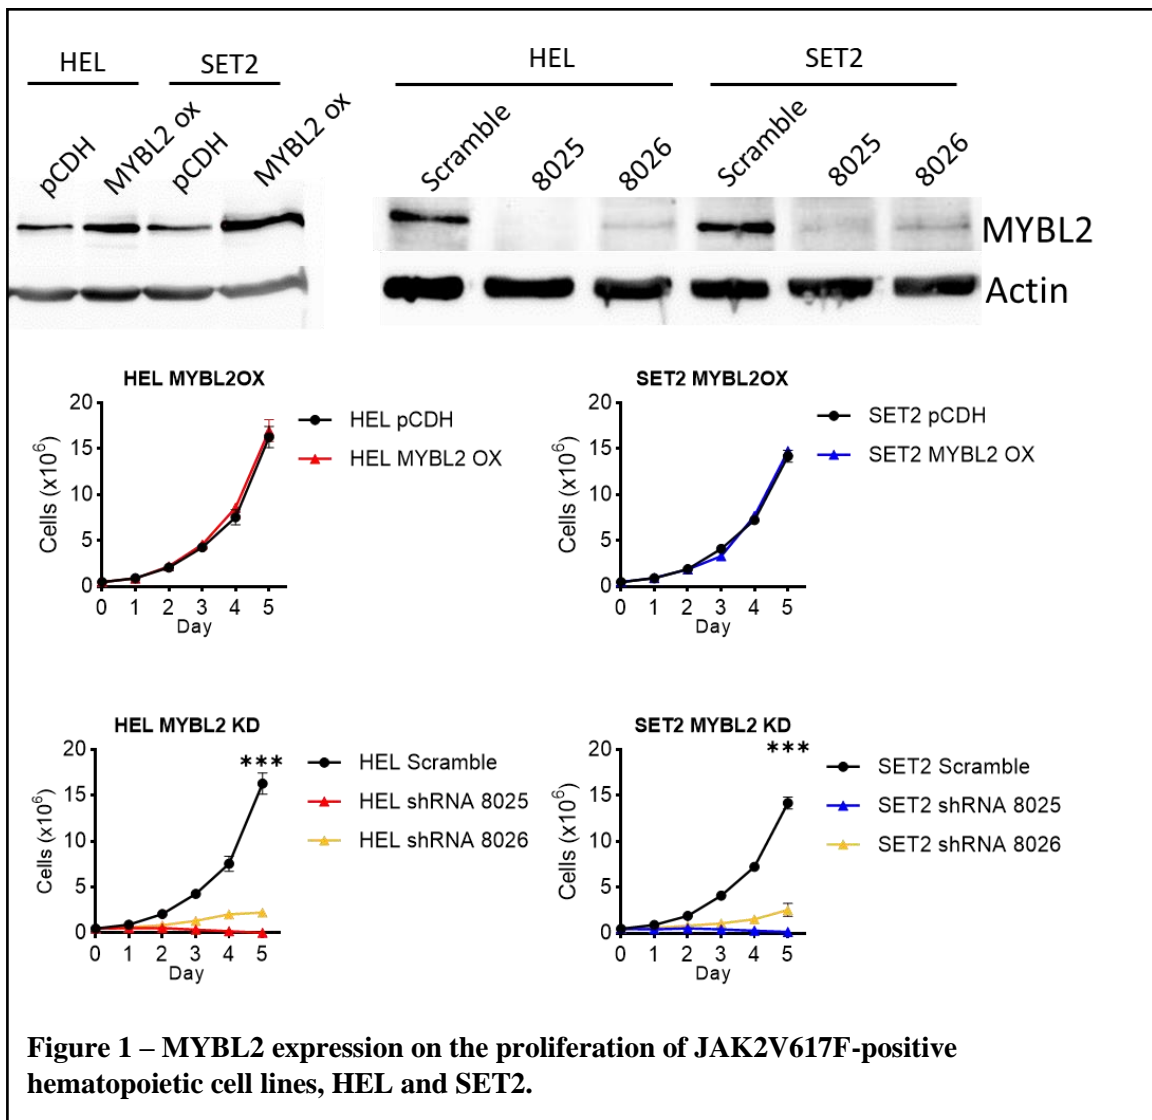 HEL SET2
pCDH MYBL2 ox pCDH MYBL2 ox
HEL SET2
Scramble 8025 8026 Scramble 8025 8026
MYBL2
Actin
HEL MYBL2OX
Cells (x10⁶)
20
15
10
5
0
0 1 2 3 4 5
Day
HEL pCDH
HEL MYBL2 OX
SET2 MYBL2OX
Cells (x10⁶)
20
15
10
5
0
0 1 2 3 4 5
Day
SET2 pCDH
SET2 MYBL2 OX
HEL MYBL2 KD
Cells (x10⁶)
20
15
10
5
0
0 1 2 3 4 5
Day
***
HEL Scramble
HEL shRNA 8025
HEL shRNA 8026
SET2 MYBL2 KD
Cells (x10⁶)
20
15
10
5
0
0 1 2 3 4 5
Day
***
SET2 Scramble
SET2 shRNA 8025
SET2 shRNA 8026
Figure 1 – MYBL2 expression on the proliferation of JAK2V617F-positive
hematopoietic cell lines, HEL and SET2.